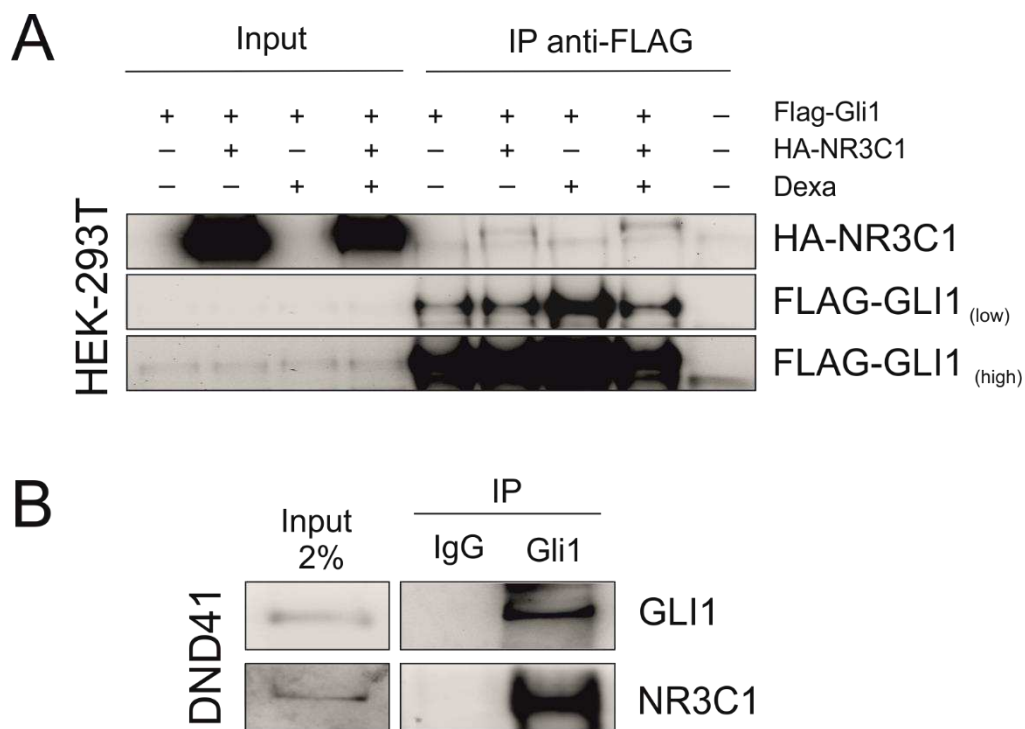 A
Input IP anti-FLAG
+ + + + + + + + – Flag-Gli1
– + – + – + – + – HA-NR3C1
– – + + – – + + – Dexa
HEK-293T
HA-NR3C1
FLAG-GLI1 (low)
FLAG-GLI1 (high)
B
IP
Input
2%
IgG Gli1
DND41
GLI1
NR3C1